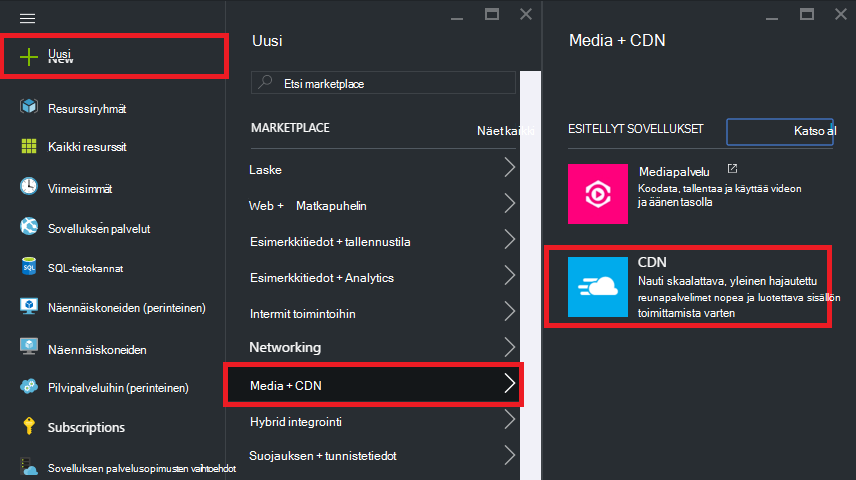 Uusi
New
Resurssiryhmät
Kaikki resurssit
Viimeisimmät
Sovelluksen palvelut
SQL
SQL-tietokannat
Näennäiskoneiden (perinteinen)
Näennäiskoneiden
Pilvipalveluihin (perinteinen)
Subscriptions
Sovelluksen palvelusopimusten vaihtoehdot
Uusi
Etsi marketplace
MARKETPLACE Näet kaikki
Laske
Web + Matkapuhelin
Esimerkkitiedot + tallennustila
Esimerkkitiedot + Analytics
Intermit toimintoihin
Networking
Media + CDN
Hybrid integrointi
Suojauksen + tunnistetiedot
Media + CDN
ESITELLYT SOVELLUKSET Katso al
Mediapalvelu
Koodata, tallentaa ja käyttää videon
ja äänen tasolla
CDN
Nauti skaalattava, yleinen hajautettu
reunapalvelimet nopea ja luotettava sisällön
toimittamista varten